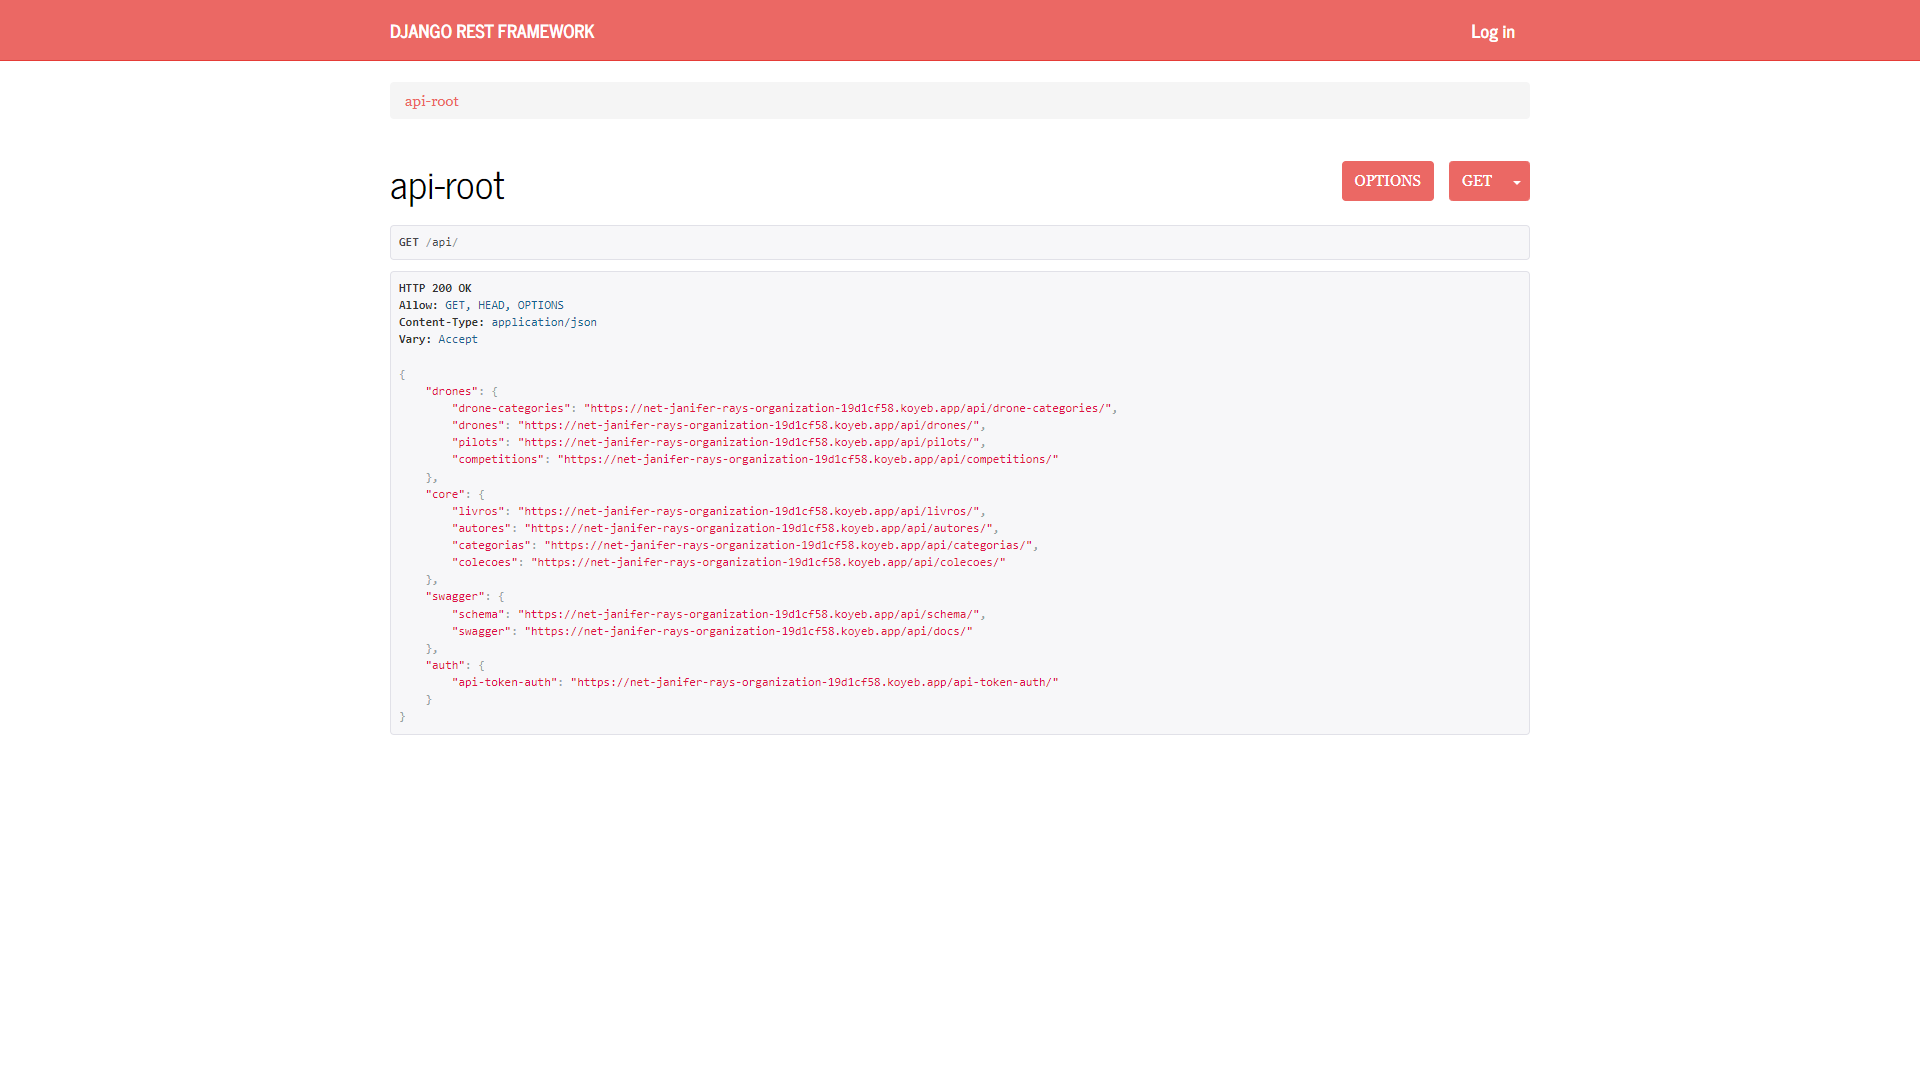 DJANGO REST FRAMEWORK Log in
api-root
api-root OPTIONS GET
GET /api/
HTTP 200 OK
Allow: GET, HEAD, OPTIONS
Content-Type: application/json
Vary: Accept
{
"drones": {
"drone-categories": "https://net-janifer-rays-organization-19d1cf58.koyeb.app/api/drone-categories/",
"drones": "https://net-janifer-rays-organization-19d1cf58.koyeb.app/api/drones/",
"pilots": "https://net-janifer-rays-organization-19d1cf58.koyeb.app/api/pilots/",
"competitions": "https://net-janifer-rays-organization-19d1cf58.koyeb.app/api/competitions/"
},
"core": {
"livros": "https://net-janifer-rays-organization-19d1cf58.koyeb.app/api/livros/",
"autores": "https://net-janifer-rays-organization-19d1cf58.koyeb.app/api/autores/",
"categorias": "https://net-janifer-rays-organization-19d1cf58.koyeb.app/api/categorias/",
"colecoes": "https://net-janifer-rays-organization-19d1cf58.koyeb.app/api/colecoes/"
},
"swagger": {
"schema": "https://net-janifer-rays-organization-19d1cf58.koyeb.app/api/schema/",
"swagger": "https://net-janifer-rays-organization-19d1cf58.koyeb.app/api/docs/"
},
"auth": {
"api-token-auth": "https://net-janifer-rays-organization-19d1cf58.koyeb.app/api-token-auth/"
}
}